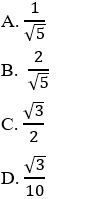 A. 1/√5
B. 2/√5
C. √3/2
D. √3/10